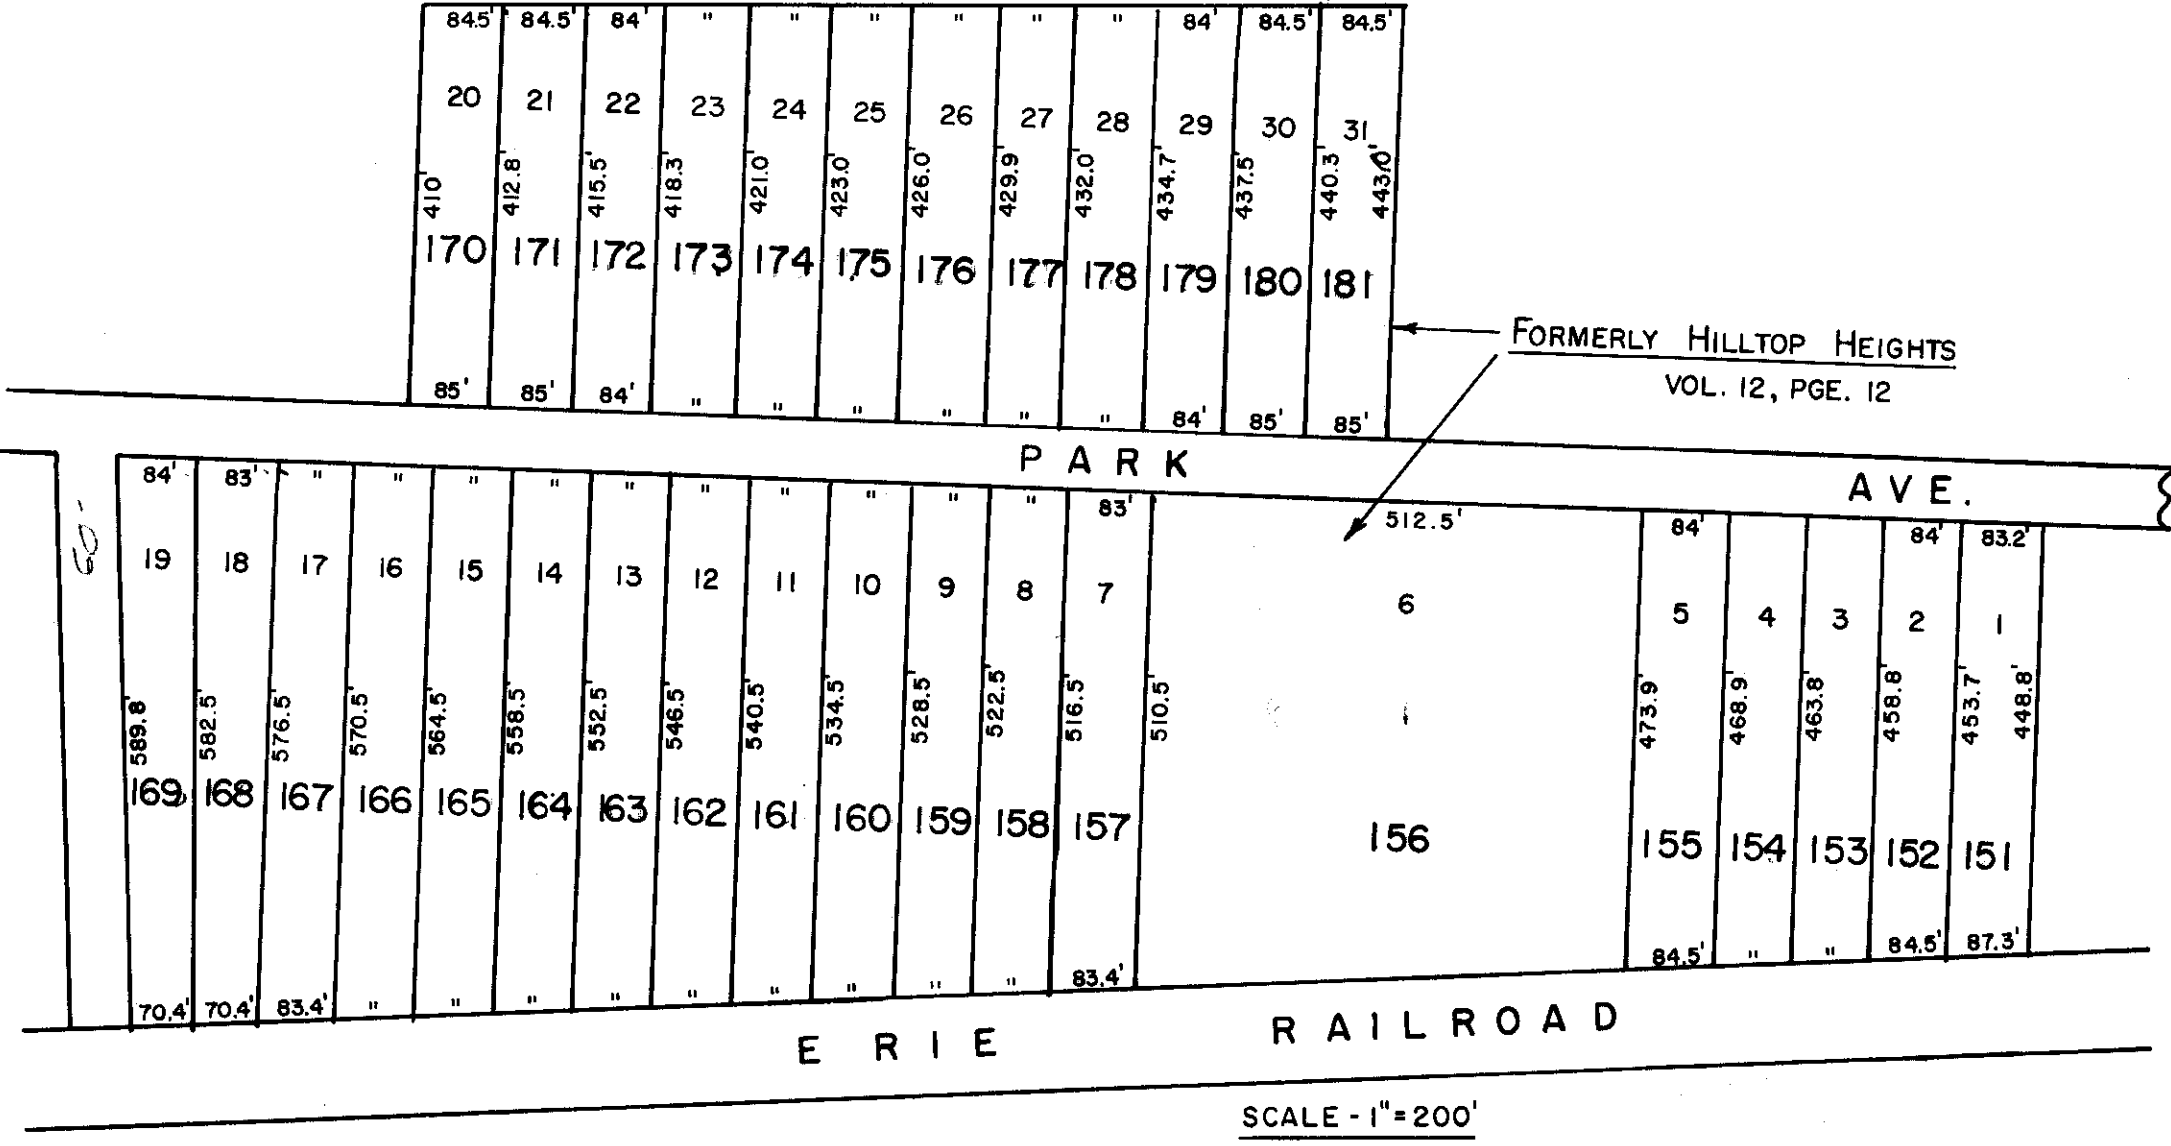 84.5' 84.5' 84' " " " " " " 84' 84.5' 84.5'
20 21 22 23 24 25 26 27 28 29 30 31
410' 412.8' 415.5' 418.3' 421.0' 423.0' 426.0' 429.9' 432.0' 434.7' 437.5' 440.3' 443.0'
170 171 172 173 174 175 176 177 178 179 180 181
85' 85' 84' " " " " " " 84' 85' 85'
FORMERLY HILLTOP HEIGHTS
VOL. 12, PGE. 12
PARK AVE.
84' 83' " " " " " " " " " " 83' 512.5' 84' 84' 83.2'
60-
19 18 17 16 15 14 13 12 11 10 9 8 7 6 5 4 3 2 1
589.8' 582.5' 576.5' 570.5' 564.5' 558.5' 552.5' 546.5' 540.5' 534.5' 528.5' 522.5' 516.5' 510.5' 473.9' 468.9' 463.8' 458.8' 453.7' 448.8'
169 168 167 166 165 164 163 162 161 160 159 158 157 156 155 154 153 152 151
70.4' 70.4' 83.4' " " " " " " " " " 83.4' 84.5' " " 84.5' 87.3'
ERIE RAILROAD
SCALE - 1"=200'